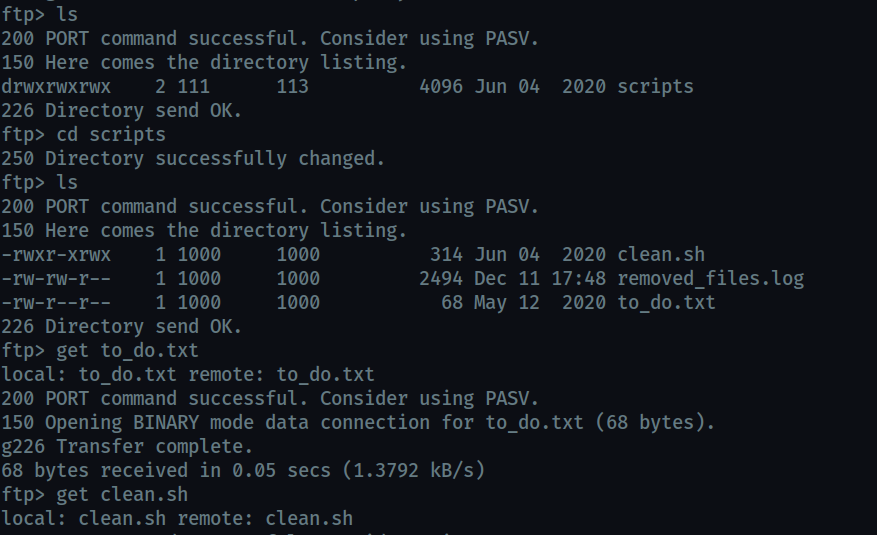 ftp> ls
200 PORT command successful. Consider using PASV.
150 Here comes the directory listing.
drwxrwxrwx    2 111      113          4096 Jun 04  2020 scripts
226 Directory send OK.
ftp> cd scripts
250 Directory successfully changed.
ftp> ls
200 PORT command successful. Consider using PASV.
150 Here comes the directory listing.
-rwxr-xrwx    1 1000     1000          314 Jun 04  2020 clean.sh
-rw-rw-r--    1 1000     1000         2494 Dec 11 17:48 removed_files.log
-rw-r--r--    1 1000     1000           68 May 12  2020 to_do.txt
226 Directory send OK.
ftp> get to_do.txt
local: to_do.txt remote: to_do.txt
200 PORT command successful. Consider using PASV.
150 Opening BINARY mode data connection for to_do.txt (68 bytes).
g226 Transfer complete.
68 bytes received in 0.05 secs (1.3792 kB/s)
ftp> get clean.sh
local: clean.sh remote: clean.sh